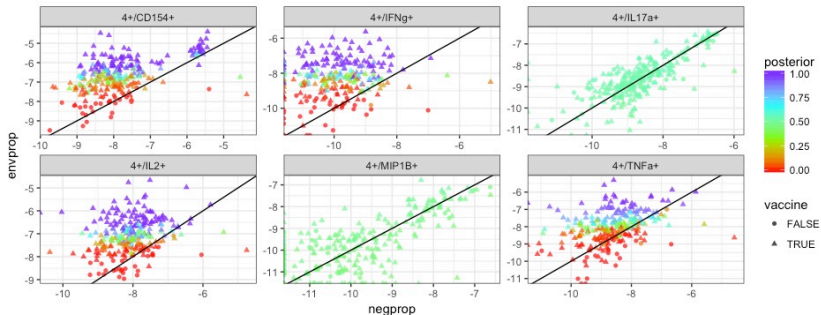 4+/CD154+
4+/IFNg+
4+/IL17a+
-5
-6
-7
-8
-9
-10 -9 -8 -7 -6 -5
-6
-8
-10
-10 -8 -6 -4
-7
-8
-9
-10
-11
-10 -8 -6
4+/IL2+
4+/MIP1B+
4+/TNFa+
-5
-6
-7
-8
-9
-10 -8 -6
-7
-8
-9
-10
-11
-11 -10 -9 -8 -7
-6
-7
-8
-9
-10
-11
-10 -8 -6
envprop
negprop
posterior
1.00
0.75
0.50
0.25
0.00
vaccine
FALSE
TRUE